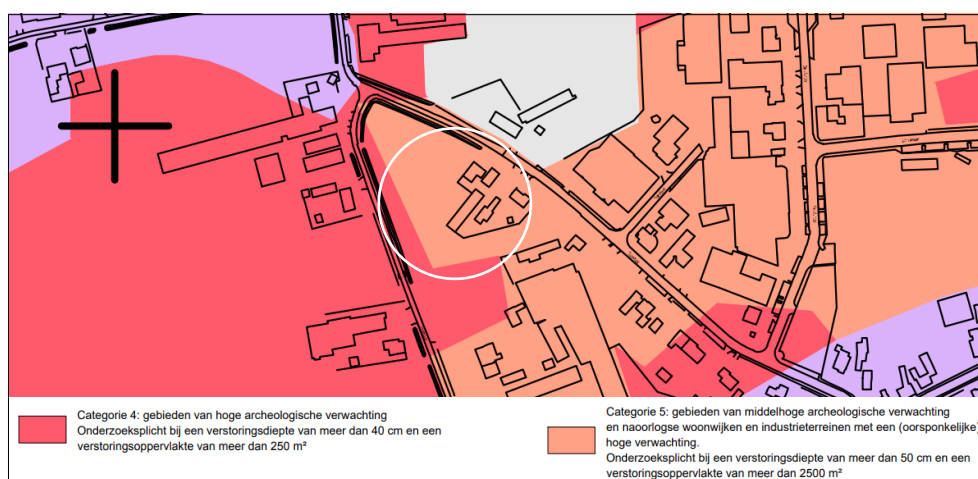 Categorie 4: gebieden van hoge archeologische verwachting
Onderzoeksplicht bij een verstoringsdiepte van meer dan 40 cm en een
verstoringsoppervlakte van meer dan 250 m²
Categorie 5: gebieden van middelhoge archeologische verwachting
en naoorlogse woonwijken en industrieterreinen met een (oorsponkelijke)
hoge verwachting.
Onderzoeksplicht bij een verstoringsdiepte van meer dan 50 cm en een
verstoringsoppervlakte van meer dan 2500 m²